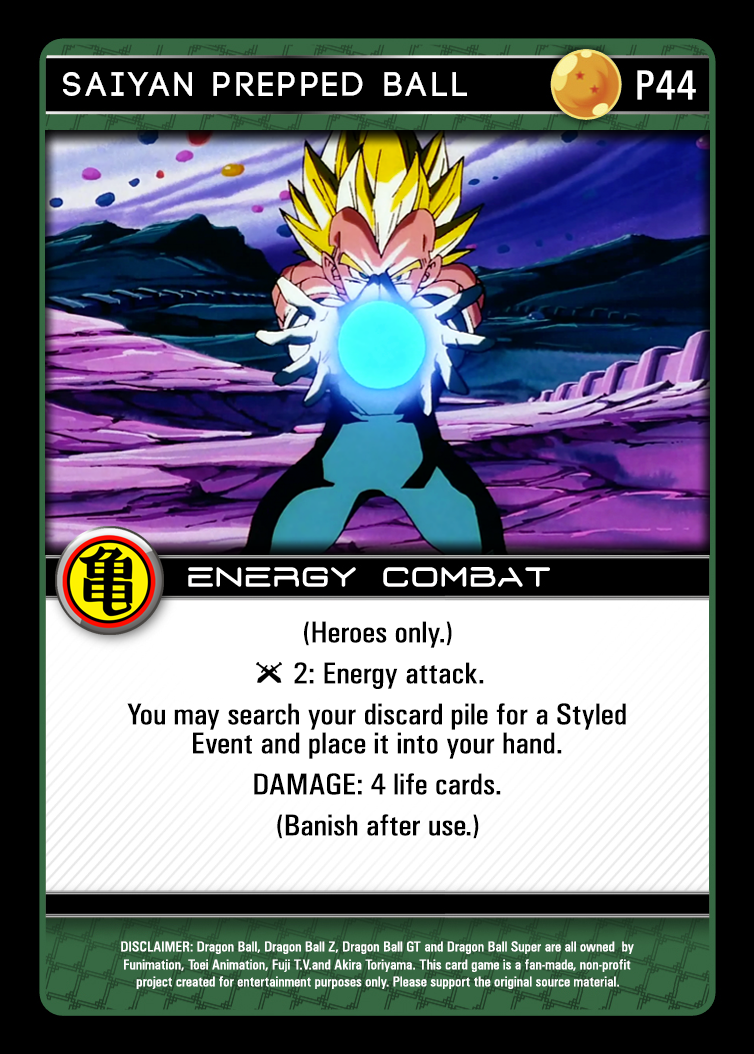 SAIYAN PREPPED BALL P44
亀
ENERGY COMBAT
(Heroes only.)
2: Energy attack.
You may search your discard pile for a Styled
Event and place it into your hand.
DAMAGE: 4 life cards.
(Banish after use.)
DISCLAIMER: Dragon Ball, Dragon Ball Z, Dragon Ball GT and Dragon Ball Super are all owned by
Funimation, Toei Animation, Fuji T.V.and Akira Toriyama. This card game is a fan-made, non-profit
project created for entertainment purposes only. Please support the original source material.